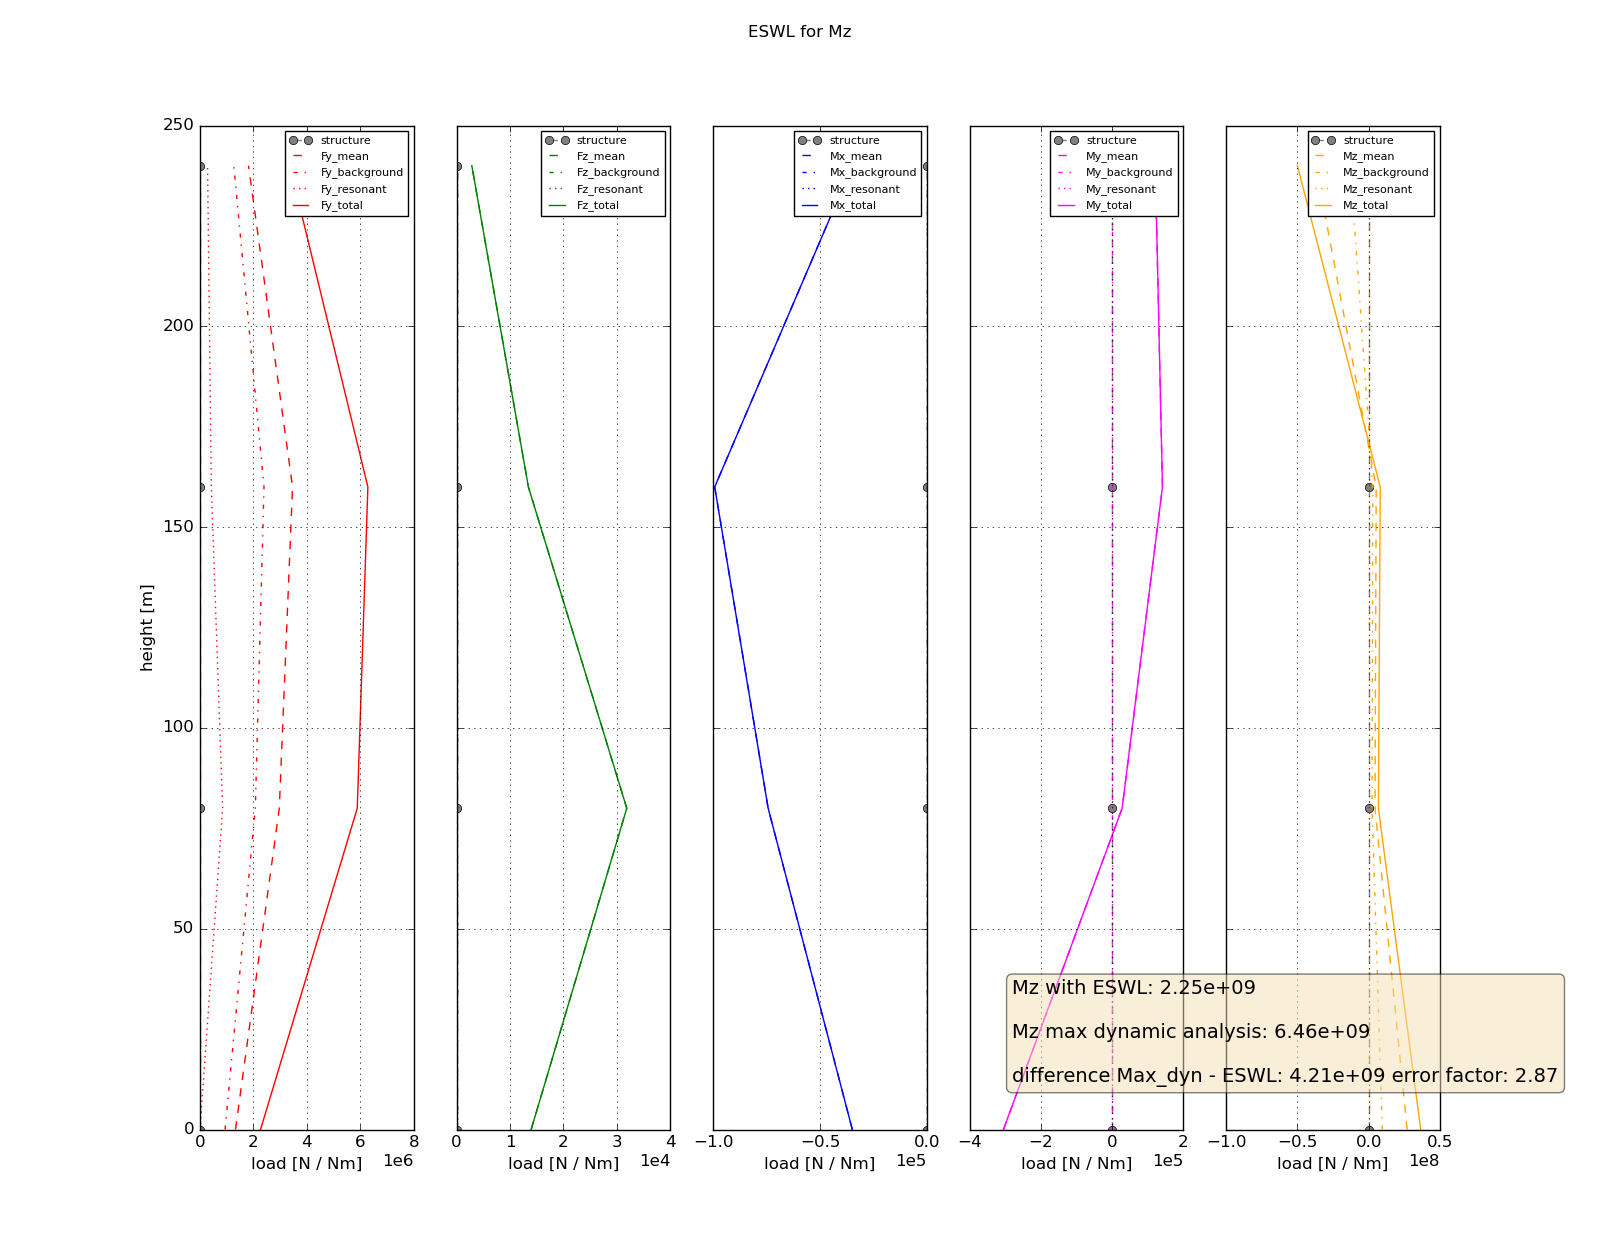 ESWL for Mz
structure
Fy_mean
Fy_background
Fy_resonant
Fy_total
structure
Fz_mean
Fz_background
Fz_resonant
Fz_total
structure
Mx_mean
Mx_background
Mx_resonant
Mx_total
structure
My_mean
My_background
My_resonant
My_total
structure
Mz_mean
Mz_background
Mz_resonant
Mz_total
250
200
150
100
50
0
height [m]
Mz with ESWL: 2.25e+09
Mz max dynamic analysis: 6.46e+09
difference Max_dyn - ESWL: 4.21e+09 error factor: 2.87
0 2 4 6 8
1e6
load [N / Nm]
0 1 2 3 4
1e4
load [N / Nm]
−1.0 −0.5 0.0
1e5
load [N / Nm]
−4 −2 0 2
1e5
load [N / Nm]
−1.0 −0.5 0.0 0.5
1e8
load [N / Nm]